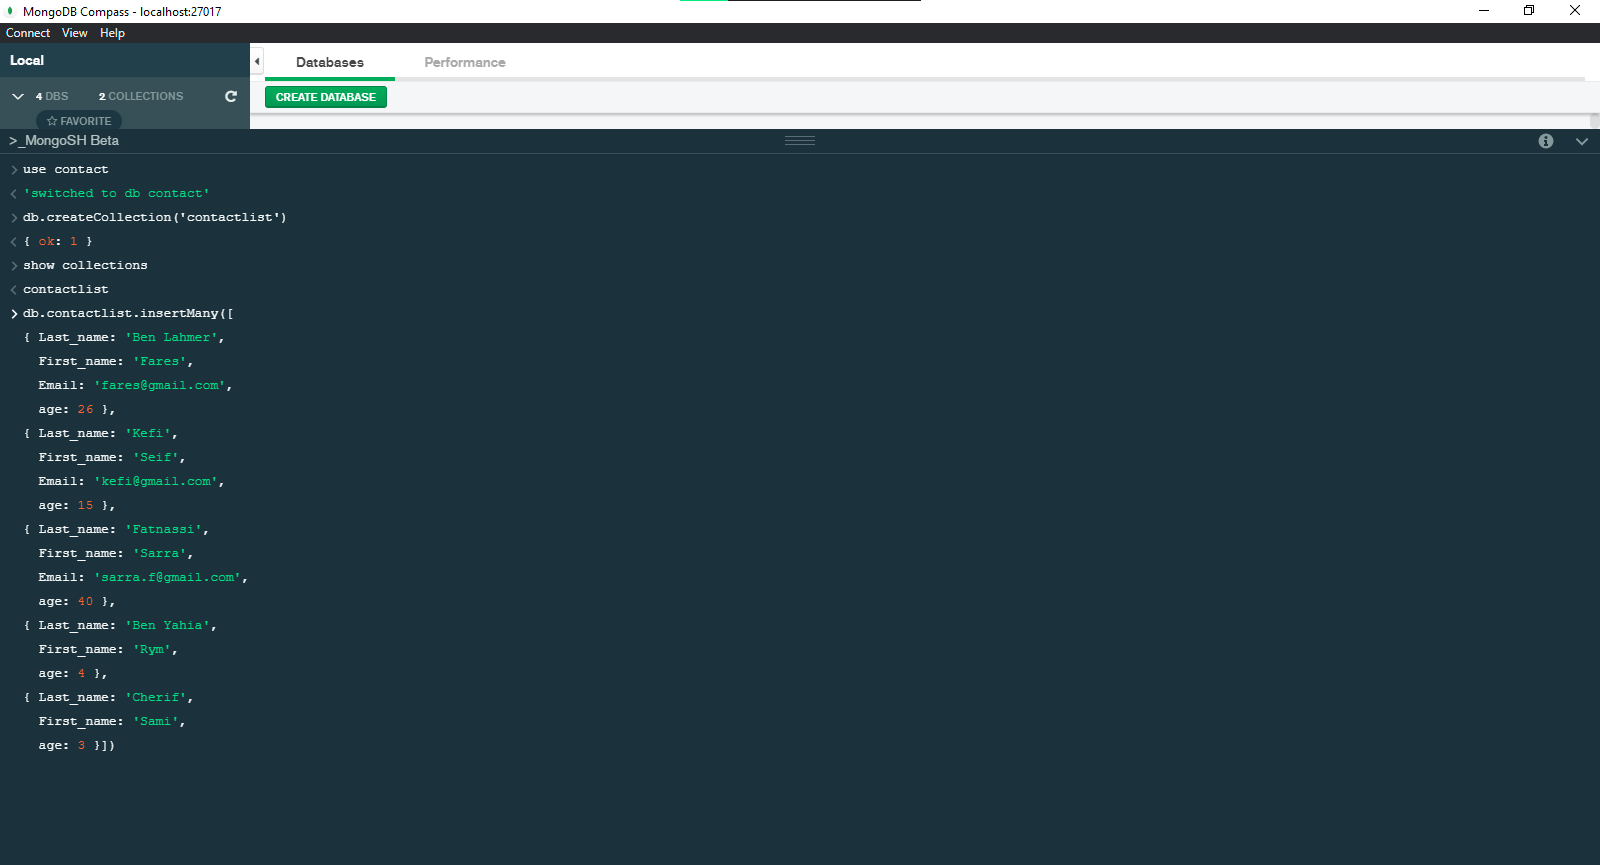 MongoDB Compass - localhost:27017
Connect View Help
Local
Databases Performance
4 DBS 2 COLLECTIONS
CREATE DATABASE
FAVORITE
>_MongoSH Beta
> use contact
< 'switched to db contact'
> db.createCollection('contactlist')
< { ok: 1 }
> show collections
< contactlist
> db.contactlist.insertMany([
{ Last_name: 'Ben Lahmer',
First_name: 'Fares',
Email: 'fares@gmail.com',
age: 26 },
{ Last_name: 'Kefi',
First_name: 'Seif',
Email: 'kefi@gmail.com',
age: 15 },
{ Last_name: 'Fatnassi',
First_name: 'Sarra',
Email: 'sarra.f@gmail.com',
age: 40 },
{ Last_name: 'Ben Yahia',
First_name: 'Rym',
age: 4 },
{ Last_name: 'Cherif',
First_name: 'Sami',
age: 3 }])